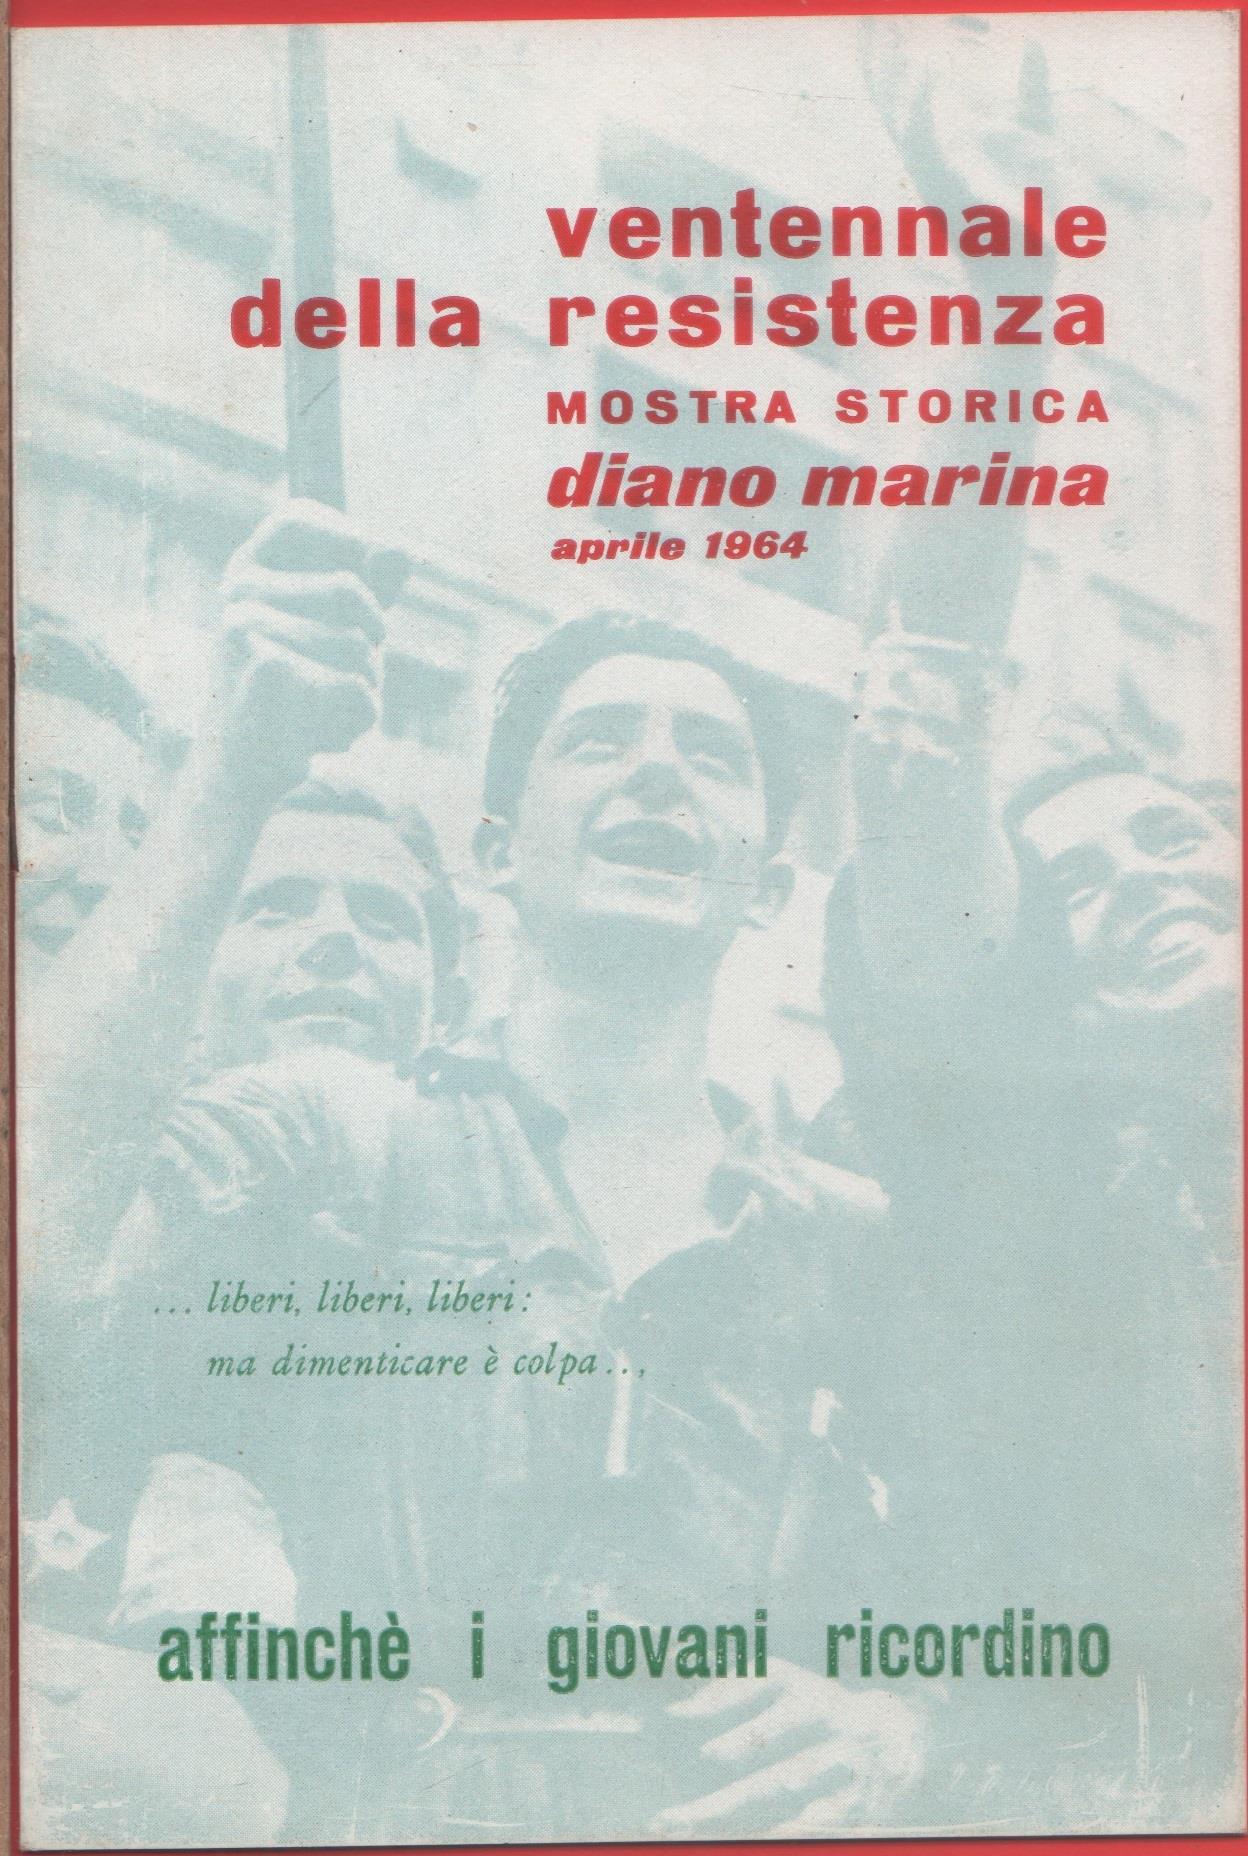 ventennale
della resistenza
MOSTRA STORICA
diano marina
aprile 1964
... liberi, liberi, liberi:
ma dimenticare è colpa..,
affinchè i giovani ricordino